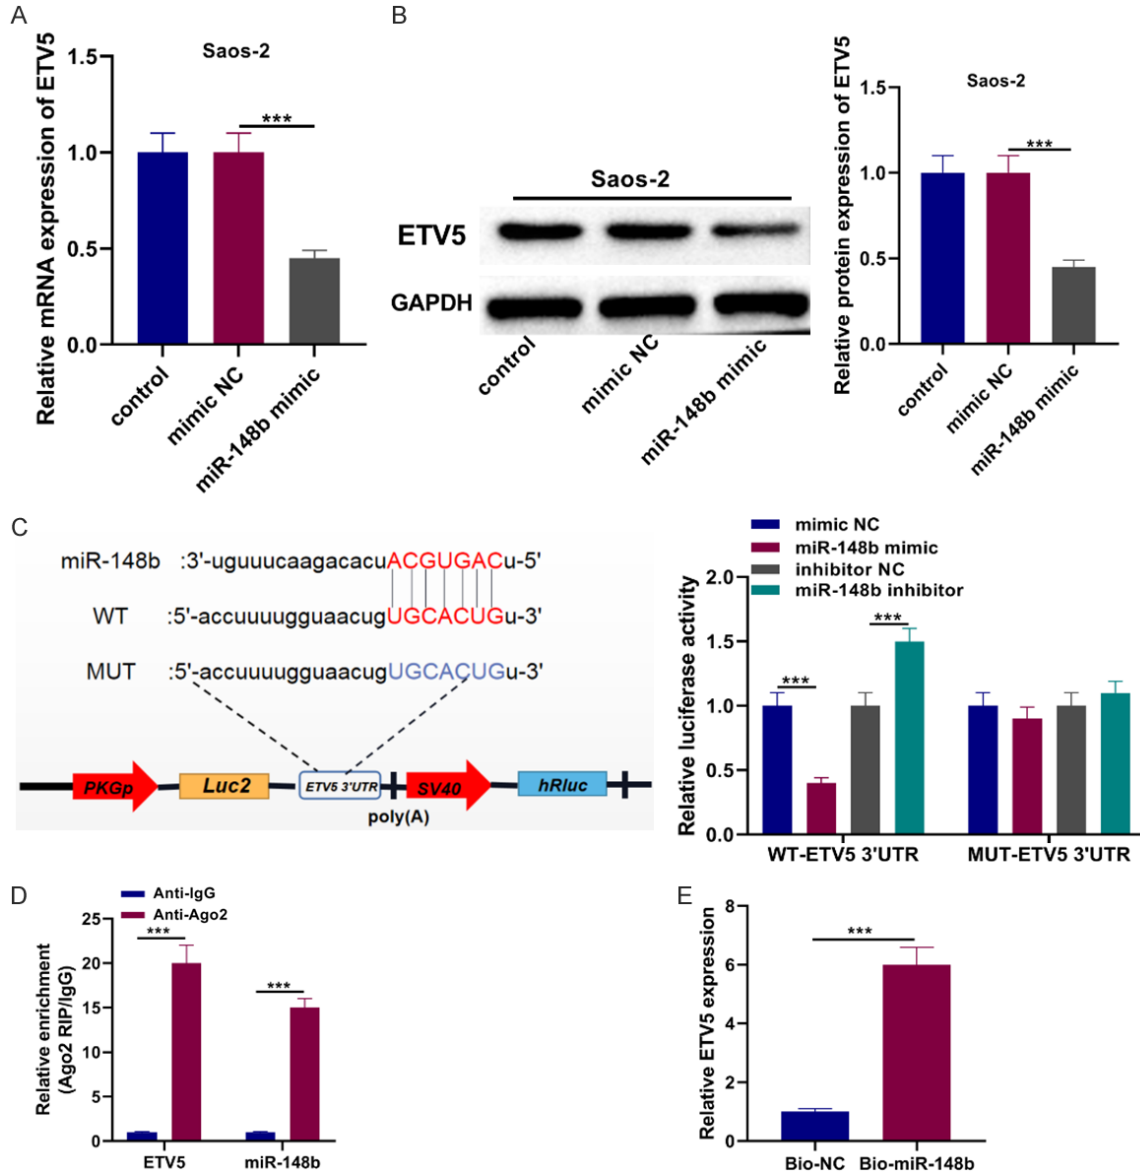 A
Saos-2
Relative mRNA expression of ETV5
1.5
1.0
0.5
0.0
***
control
mimic NC
miR-148b mimic
B
Saos-2
ETV5
GAPDH
control
mimic NC
miR-148b mimic
Saos-2
Relative protein expression of ETV5
1.5
1.0
0.5
0.0
***
control
mimic NC
miR-148b mimic
C
miR-148b :3'-uguuucaagacacuACGUGACu-5'
WT :5'-accuuuugguaacugUGCACUGu-3'
MUT :5'-accuuuugguaacugUGCACUGu-3'
PKGp
Luc2
ETV5 3'UTR
SV40
hRluc
poly(A)
mimic NC
miR-148b mimic
inhibitor NC
miR-148b inhibitor
Relative luciferase activity
2.0
1.5
1.0
0.5
0.0
***
***
WT-ETV5 3'UTR
MUT-ETV5 3'UTR
D
Anti-IgG
Anti-Ago2
Relative enrichment
(Ago2 RIP/IgG)
25
20
15
10
5
0
***
***
ETV5
miR-148b
E
Relative ETV5 expression
8
6
4
2
0
***
Bio-NC
Bio-miR-148b